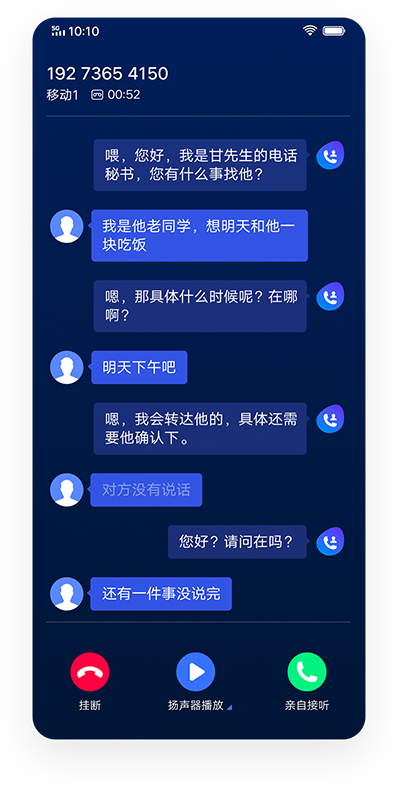 5G 10:10
192 7365 4150
移动1 00:52
喂，您好，我是甘先生的电话
秘书，您有什么事找他？
我是他老同学，想明天和他一
块吃饭
嗯，那具体什么时候呢？在哪
啊？
明天下午吧
嗯，我会转达他的，具体还需
要他确认下。
对方没有说话
您好？请问在吗？
还有一件事没说完
挂断 扬声器播放 亲自接听